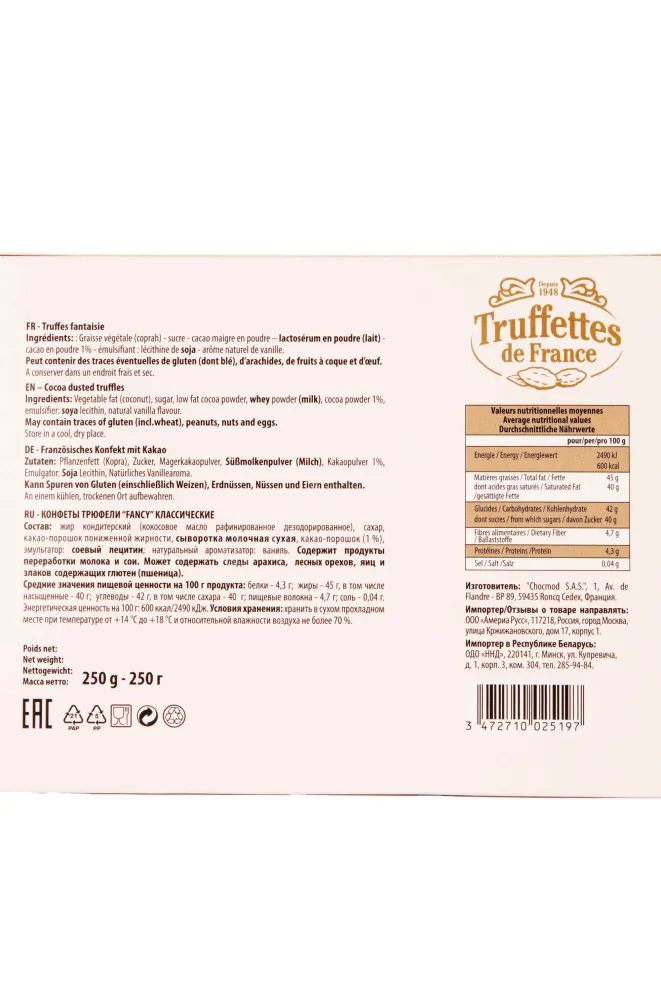 FR - Truffes fantaisie
Ingrédients: : Graisse végétale (coprah) - sucre - cacao maigre en poudre – lactosérum en poudre (lait) -
cacao en poudre 1% - émulsifiant : lécithine de soja - arôme naturel de vanille.
Peut contenir des traces éventuelles de gluten (dont blé), d'arachides, de fruits à coque et d'œuf.
A conserver dans un endroit frais et sec.
EN – Cocoa dusted truffles
Ingredients: Vegetable fat (coconut), sugar, low fat cocoa powder, whey powder (milk), cocoa powder 1%,
emulsifier: soya lecithin, natural vanilla flavour.
May contain traces of gluten (incl.wheat), peanuts, nuts and eggs.
Store in a cool, dry place.
DE - Französisches Konfekt mit Kakao
Zutaten: Pflanzenfett (Kopra), Zucker, Magerkakaopulver, Süßmolkenpulver (Milch), Kakaopulver 1%,
Emulgator: Soja Lecithin, Natürliches Vanillearoma.
Kann Spuren von Gluten (einschließlich Weizen), Erdnüssen, Nüssen und Eiern enthalten.
An einem kühlen, trockenen Ort aufbewahren.
RU - КОНФЕТЫ ТРЮФЕЛИ "FANCY" КЛАССИЧЕСКИЕ
Состав: жир кондитерский (кокосовое масло рафинированное дезодорированное), сахар,
какао-порошок пониженной жирности, сыворотка молочная сухая, какао-порошок (1 %),
эмульгатор: соевый лецитин; натуральный ароматизатор: ваниль. Содержит продукты
переработки молока и сои. Может содержать следы арахиса, лесных орехов, яиц и
злаков содержащих глютен (пшеница).
Средние значения пищевой ценности на 100 г продукта: белки - 4,3 г; жиры - 45 г, в том числе
насыщенные - 40 г; углеводы - 42 г, в том числе сахара - 40 г; пищевые волокна - 4,7 г; соль - 0,04 г.
Энергетическая ценность на 100 г: 600 ккал/2490 кДж. Условия хранения: хранить в сухом прохладном
месте при температуре от +14 °C до +18 °C и относительной влажности воздуха не более 70 %.
Poids net:
Net weight:
Nettogewicht:
Масса нетто:
250 g - 250 г
EAC
21
PAP
5
PP
Depuis
1948
Truffettes
de France
Valeurs nutritionnelles moyennes
Average nutritional values
Durchschnittliche Nährwerte
pour/per/pro 100 g
Energie / Energy / Energiewert 2490 kJ
600 kcal
Matières grasses / Total fat / Fette 45 g
dont acides gras saturés / Saturated Fat 40 g
/gesättigte Fette
Glucides / Carbohydrates / Kohlenhydrate 42 g
dont sucres / from which sugars / davon Zucker 40 g
Fibres alimentaires / Dietary Fiber 4,7 g
/ Ballaststoffe
Protéines / Proteins /Protein 4,3 g
Sel / Salt /Salz 0,04 g
Изготовитель: "Chocmod S.A.S.", 1, Av. de
Flandre - BP 89, 59435 Roncq Cedex, Франция.
Импортер/Отзывы о товаре направлять:
ООО «Америа Русс», 117218, Россия, город Москва,
улица Кржижановского, дом 17, корпус 1.
Импортер в Республике Беларусь:
ОДО «ННД», 220141, г. Минск, ул. Купревича,
д. 1, корп. 3, ком. 304, тел. 285-94-84.
3 472710 025197